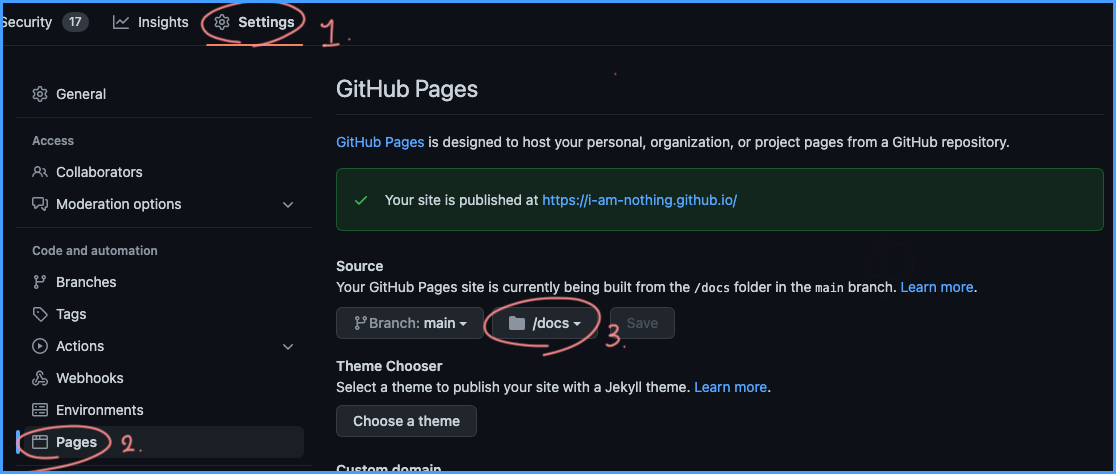 Security 17 Insights Settings 1.
General
Access
Collaborators
Moderation options
Code and automation
Branches
Tags
Actions
Webhooks
Environments
Pages 2.
GitHub Pages
GitHub Pages is designed to host your personal, organization, or project pages from a GitHub repository.
Your site is published at https://i-am-nothing.github.io/
Source
Your GitHub Pages site is currently being built from the /docs folder in the main branch. Learn more.
Branch: main /docs 3. Save
Theme Chooser
Select a theme to publish your site with a Jekyll theme. Learn more.
Choose a theme
Custom domain